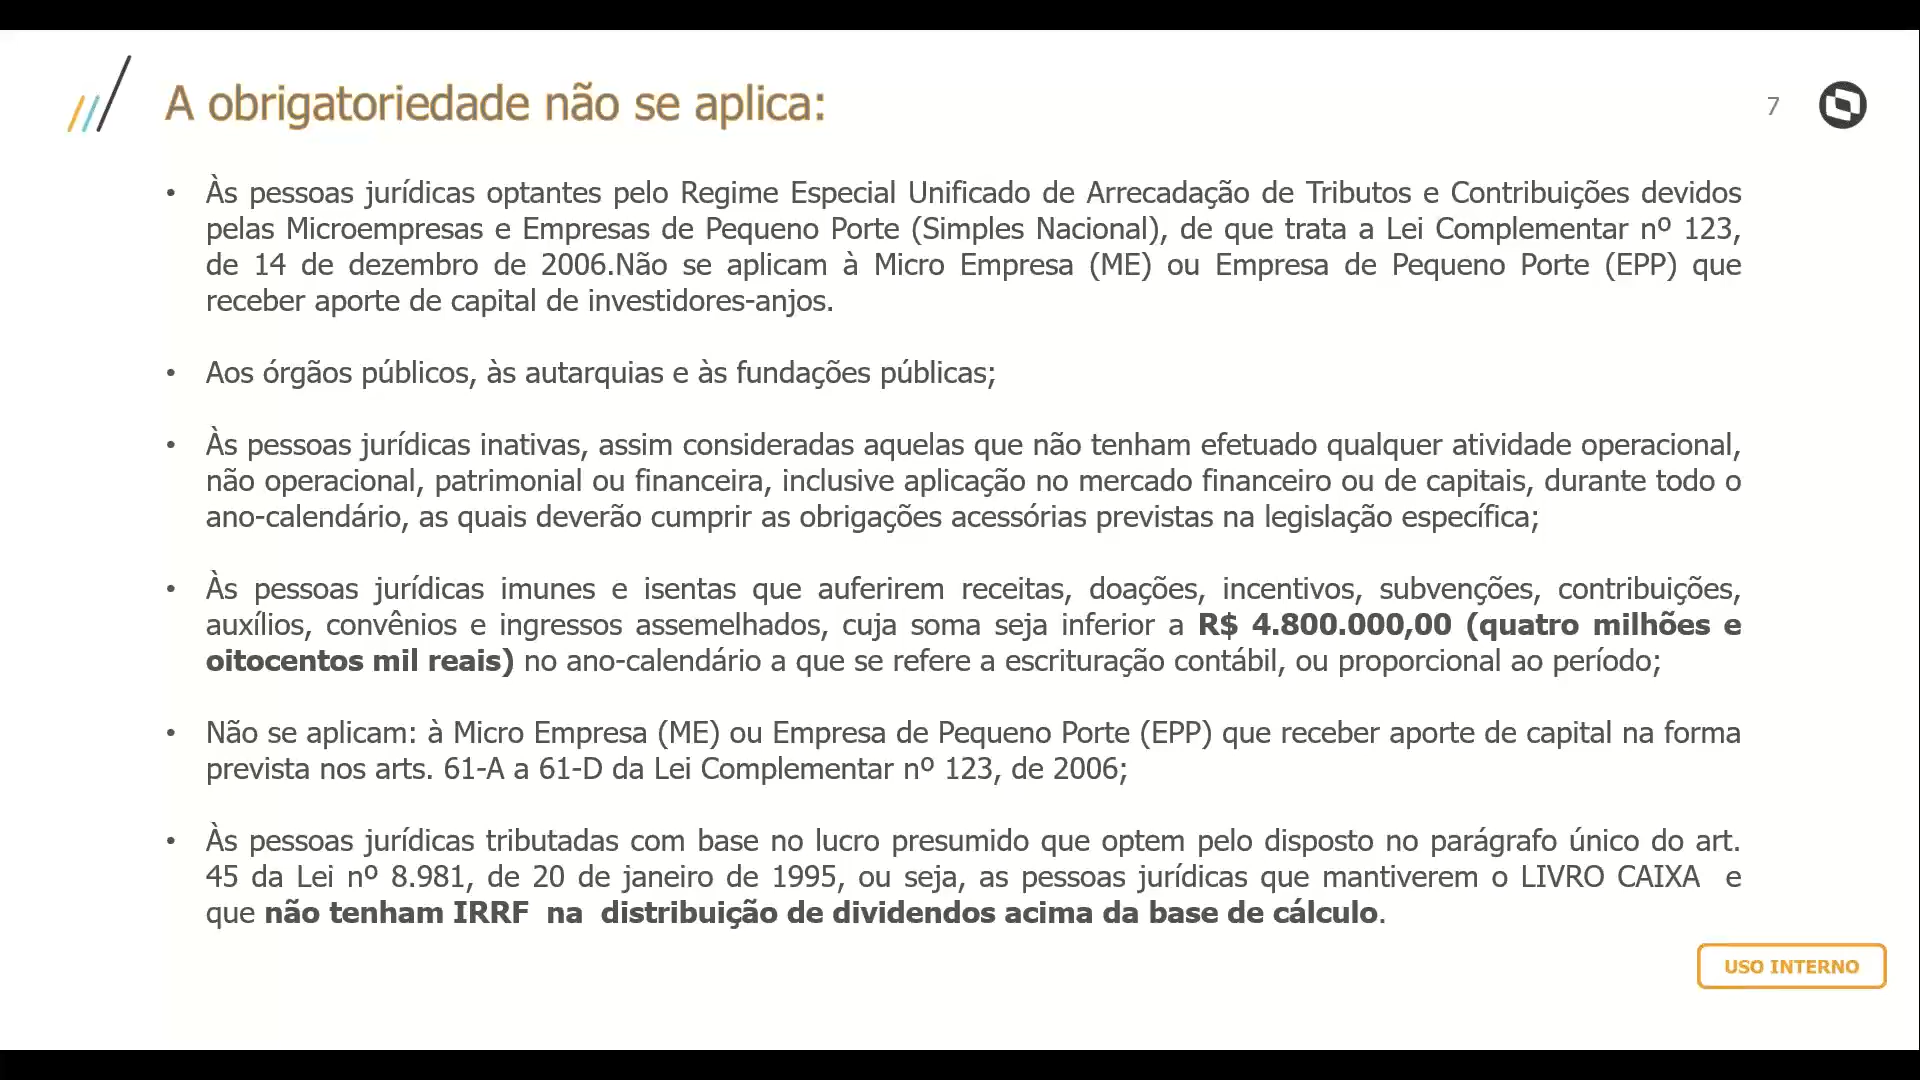 A obrigatoriedade não se aplica:
7
• Às pessoas jurídicas optantes pelo Regime Especial Unificado de Arrecadação de Tributos e Contribuições devidos
pelas Microempresas e Empresas de Pequeno Porte (Simples Nacional), de que trata a Lei Complementar nº 123,
de 14 de dezembro de 2006.Não se aplicam à Micro Empresa (ME) ou Empresa de Pequeno Porte (EPP) que
receber aporte de capital de investidores-anjos.
• Aos órgãos públicos, às autarquias e às fundações públicas;
• Às pessoas jurídicas inativas, assim consideradas aquelas que não tenham efetuado qualquer atividade operacional,
não operacional, patrimonial ou financeira, inclusive aplicação no mercado financeiro ou de capitais, durante todo o
ano-calendário, as quais deverão cumprir as obrigações acessórias previstas na legislação específica;
• Às pessoas jurídicas imunes e isentas que auferirem receitas, doações, incentivos, subvenções, contribuições,
auxílios, convênios e ingressos assemelhados, cuja soma seja inferior a R$ 4.800.000,00 (quatro milhões e
oitocentos mil reais) no ano-calendário a que se refere a escrituração contábil, ou proporcional ao período;
• Não se aplicam: à Micro Empresa (ME) ou Empresa de Pequeno Porte (EPP) que receber aporte de capital na forma
prevista nos arts. 61-A a 61-D da Lei Complementar nº 123, de 2006;
• Às pessoas jurídicas tributadas com base no lucro presumido que optem pelo disposto no parágrafo único do art.
45 da Lei nº 8.981, de 20 de janeiro de 1995, ou seja, as pessoas jurídicas que mantiverem o LIVRO CAIXA e
que não tenham IRRF na distribuição de dividendos acima da base de cálculo.
USO INTERNO